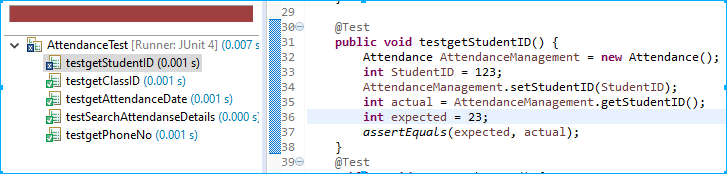 AttendanceTest [Runner: JUnit 4] (0.007 s
testgetStudentID (0.001 s)
testgetClassID (0.001 s)
testgetAttendanceDate (0.001 s)
testSearchAttendanseDetails (0.000 s)
testgetPhoneNo (0.001 s)
29
30 @Test
31 public void testgetStudentID() {
32 Attendance AttendanceManagement = new Attendance();
33 int StudentID = 123;
34 AttendanceManagement.setStudentID(StudentID);
35 int actual = AttendanceManagement.getStudentID();
36 int expected = 23;
37 assertEquals(expected, actual);
38 }
39 @Test